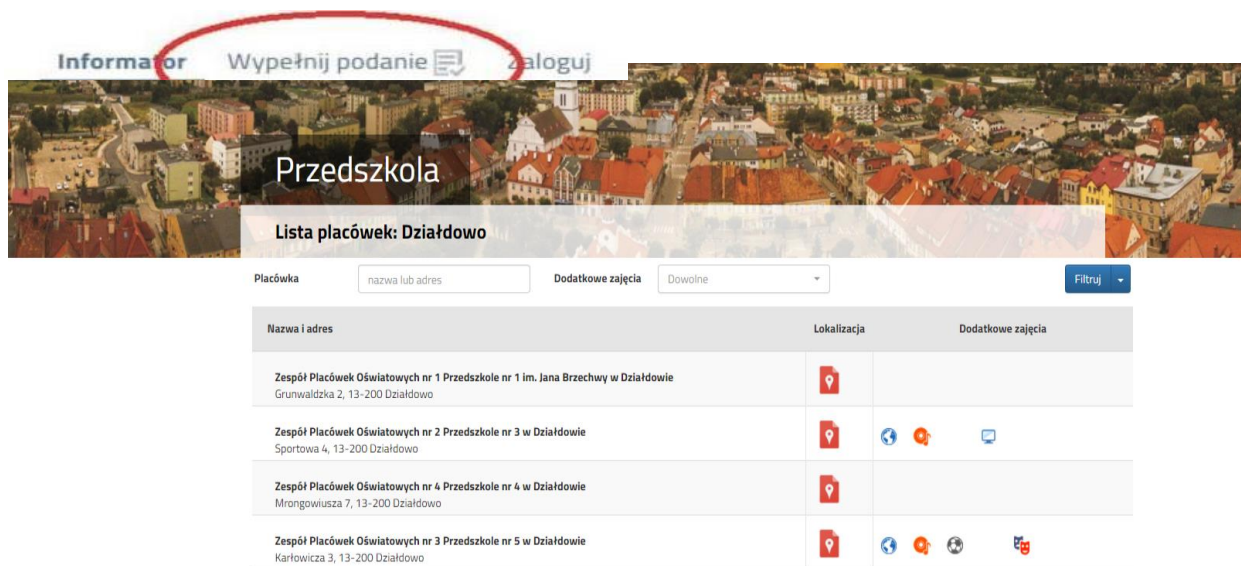 Informator Wypełnij podanie Zaloguj
Przedszkola
Lista placówek: Działdowo
Placówka nazwa lub adres Dodatkowe zajęcia Dowolne Filtruj
Nazwa i adres Lokalizacja Dodatkowe zajęcia
Zespół Placówek Oświatowych nr 1 Przedszkole nr 1 im. Jana Brzechwy w Działdowie
Grunwaldzka 2, 13-200 Działdowo
Zespół Placówek Oświatowych nr 2 Przedszkole nr 3 w Działdowie
Sportowa 4, 13-200 Działdowo
Zespół Placówek Oświatowych nr 4 Przedszkole nr 4 w Działdowie
Mrongowiusza 7, 13-200 Działdowo
Zespół Placówek Oświatowych nr 3 Przedszkole nr 5 w Działdowie
Karłowicza 3, 13-200 Działdowo